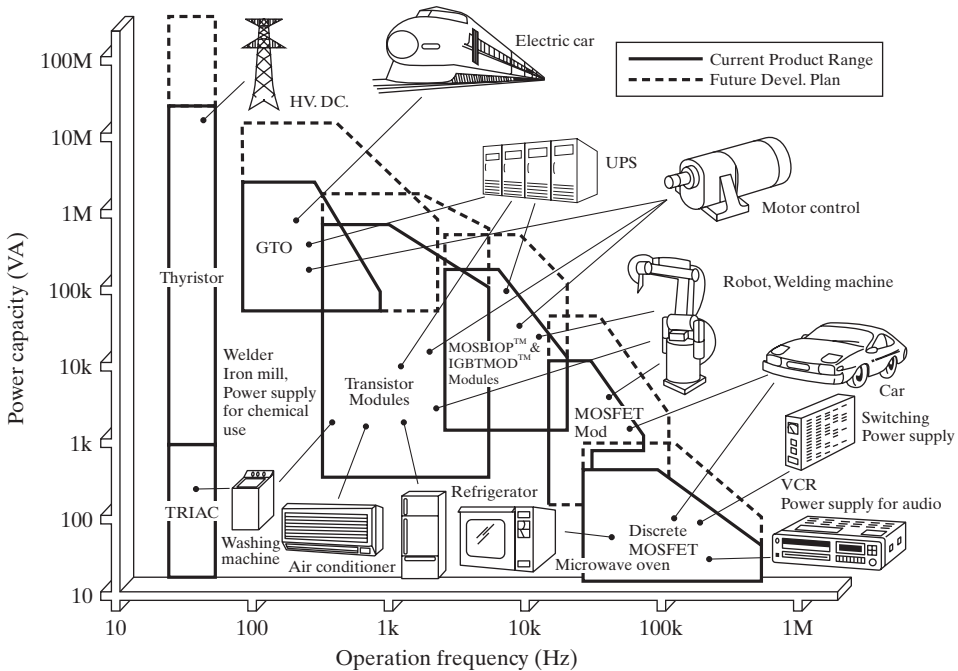 Power capacity (VA)
100M
10M
1M
100k
10k
1k
100
10
Electric car
Current Product Range
Future Devel. Plan
HV. DC.
UPS
Motor control
GTO
Thyristor
Robot, Welding machine
MOSBIOP™ &
IGBTMOD™
Modules
Welder
Iron mill,
Power supply
for chemical
use
Transistor
Modules
Car
MOSFET
Mod
Switching
Power supply
TRIAC
Washing
machine
Air conditioner
Refrigerator
Microwave oven
Discrete
MOSFET
VCR
Power supply for audio
10
100
1k
10k
100k
1M
Operation frequency (Hz)